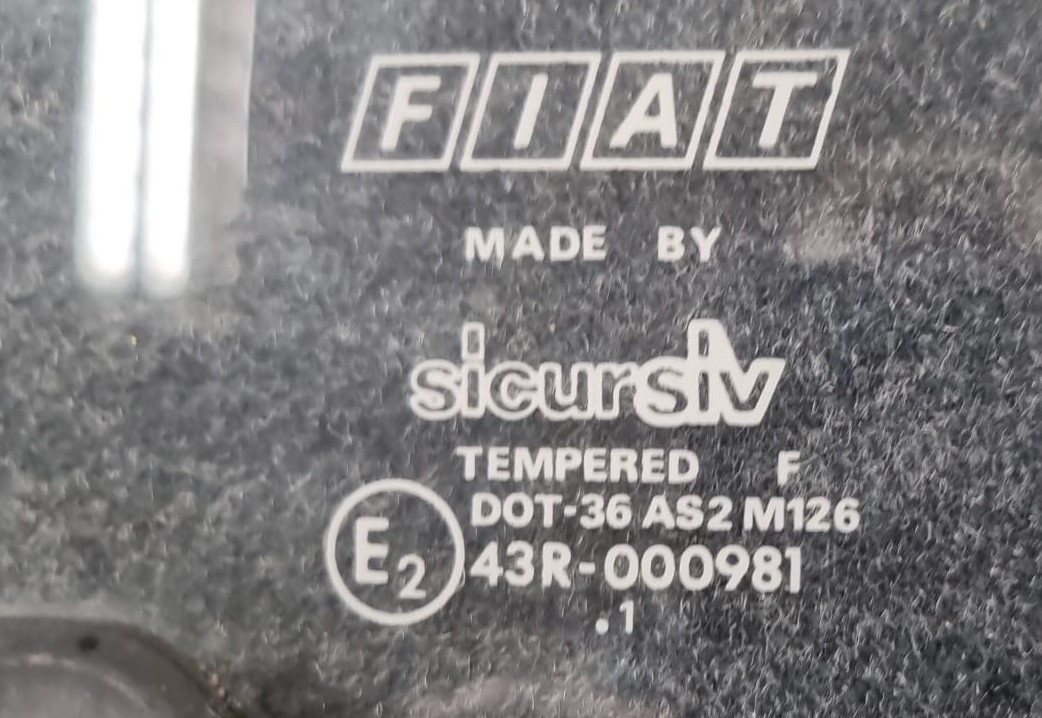 FIAT
MADE BY
sicursiv
TEMPERED F
DOT-36 AS2 M126
E2 43R-000981
.1